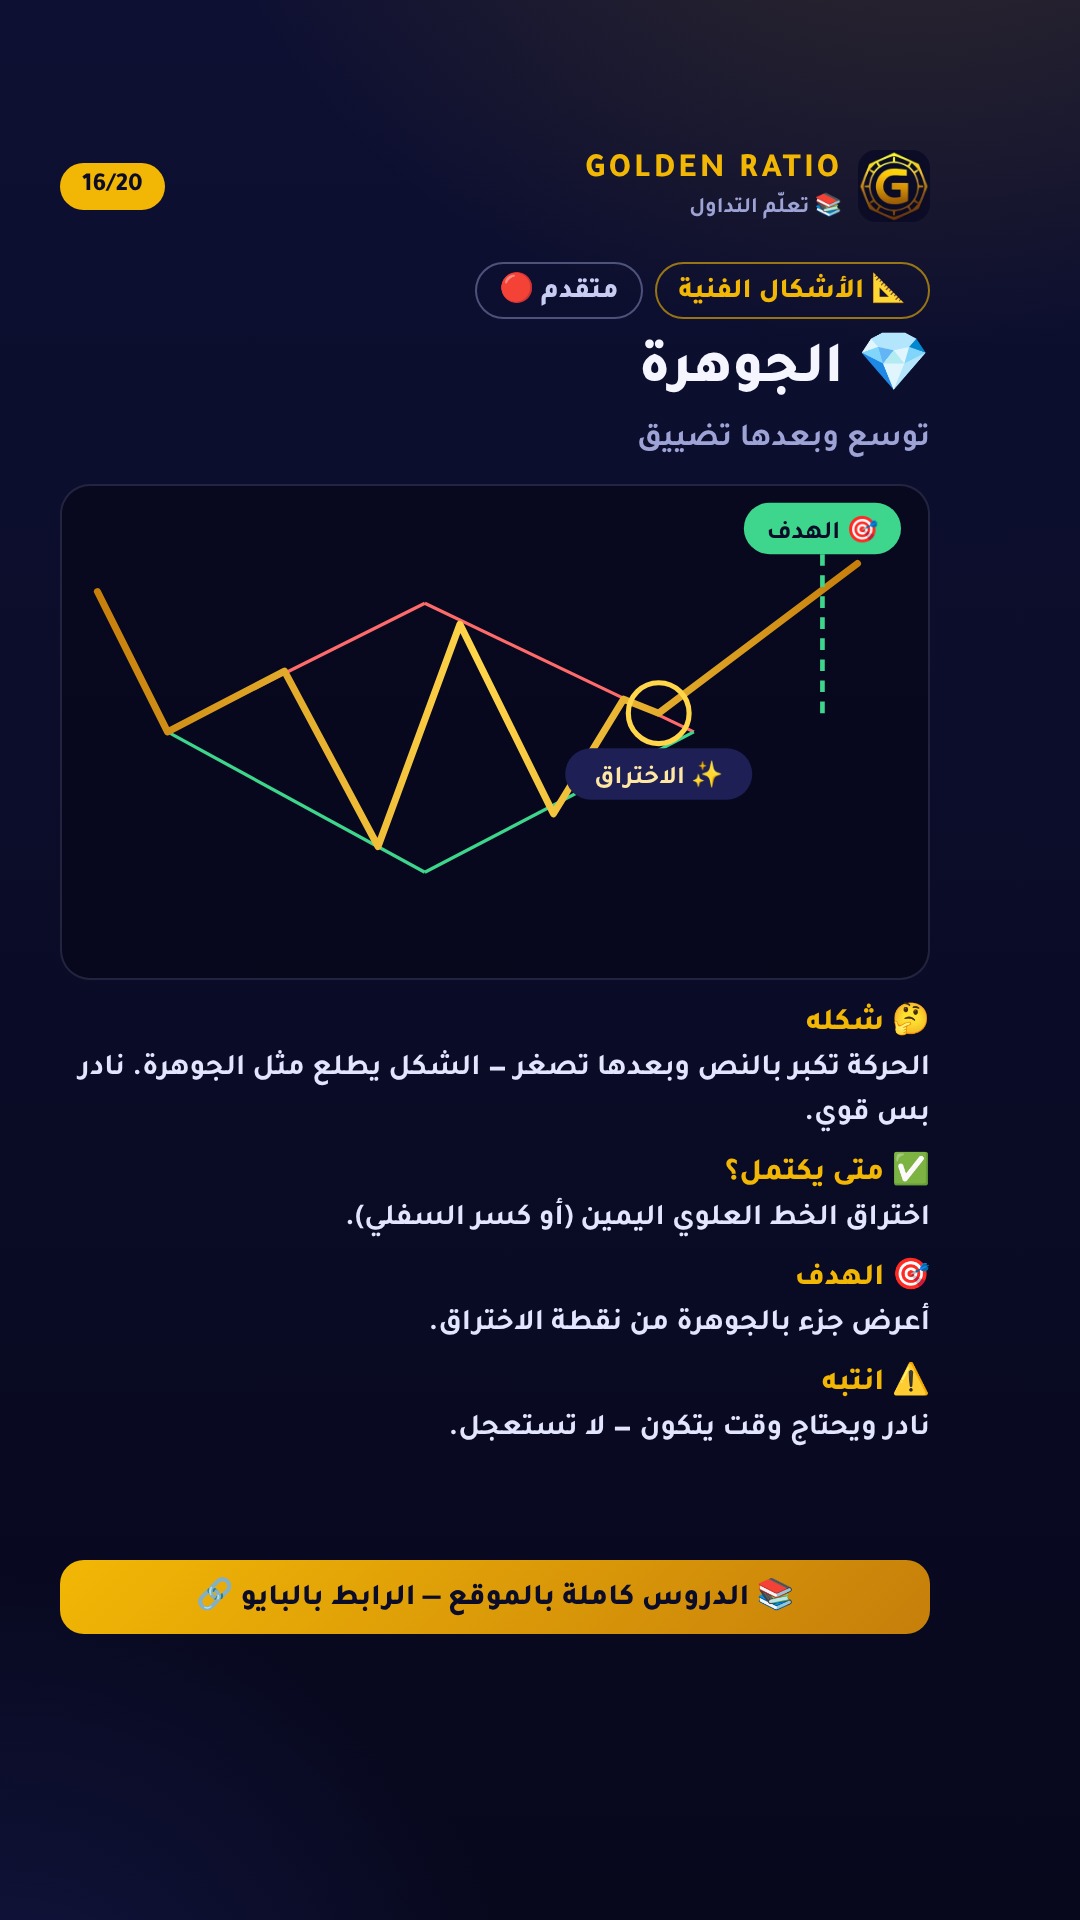 GOLDEN RATIO
📚 تعلّم التداول
16/20
📐 الأشكال الفنية
متقدم 🔴
💎 الجوهرة
توسع وبعدها تضييق
🎯 الهدف
✨ الاختراق
🤔 شكله
الحركة تكبر بالنص وبعدها تصغر – الشكل يطلع مثل الجوهرة. نادر
بس قوي.
✅ متى يكتمل؟
اختراق الخط العلوي اليمين (أو كسر السفلي).
🎯 الهدف
أعرض جزء بالجوهرة من نقطة الاختراق.
⚠️ انتبه
نادر ويحتاج وقت يتكون – لا تستعجل.
📚 الدروس كاملة بالموقع – الرابط بالبايو 🔗